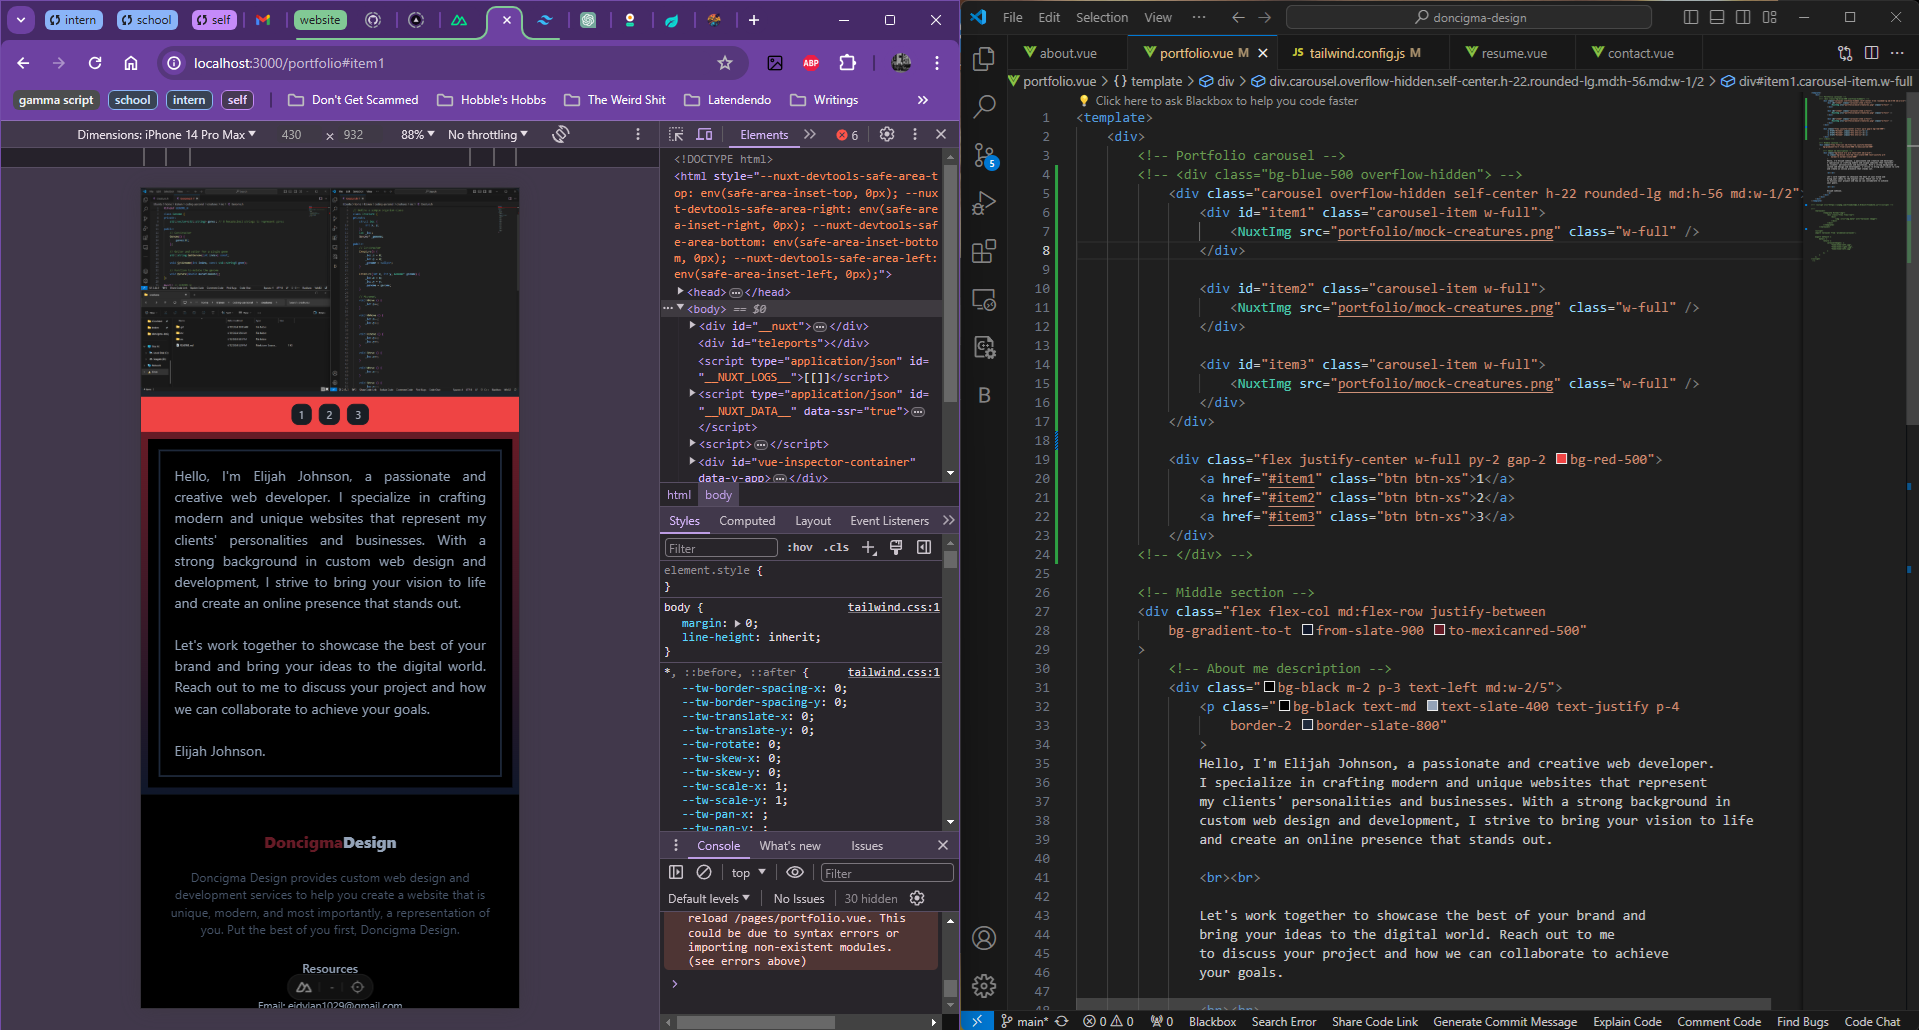 intern
school
self
website
localhost:3000/portfolio#item1
ABP
gamma script
school
intern
self
Don't Get Scammed
Hobble's Hobbs
The Weird Shit
Latendendo
Writings
Dimensions: iPhone 14 Pro Max
430
×
932
88%
No throttling
1
2
3
Hello, I'm Elijah Johnson, a passionate and
creative web developer. I specialize in crafting
modern and unique websites that represent my
clients' personalities and businesses. With a
strong background in custom web design and
development, I strive to bring your vision to life
and create an online presence that stands out.
Let's work together to showcase the best of your
brand and bring your ideas to the digital world.
Reach out to me to discuss your project and how
we can collaborate to achieve your goals.
Elijah Johnson.
DoncigmaDesign
Doncigma Design provides custom web design and
development services to help you create a website that is
unique, modern, and most importantly, a representation of
you. Put the best of you first, Doncigma Design.
Resources
Email: eidylan1029@gmail.com
Elements
6
<!DOCTYPE html>
<html style="--nuxt-devtools-safe-area-t
op: env(safe-area-inset-top, 0px); --nux
t-devtools-safe-area-right: env(safe-are
a-inset-right, 0px); --nuxt-devtools-saf
e-area-bottom: env(safe-area-inset-botto
m, 0px); --nuxt-devtools-safe-area-left:
env(safe-area-inset-left, 0px);">
<head>…</head>
<body> == $0
<div id="__nuxt">…</div>
<div id="teleports"></div>
<script type="application/json" id=
"__NUXT_LOGS__">[[]]</script>
<script type="application/json" id=
"__NUXT_DATA__" data-ssr="true">…
</script>
<script>…</script>
<div id="vue-inspector-container"
data-v-app>…</div>
html
body
Styles
Computed
Layout
Event Listeners
Filter
:hov
.cls
element.style {
}
body {
tailwind.css:1
margin: 0;
line-height: inherit;
}
*, ::before, ::after {
tailwind.css:1
--tw-border-spacing-x: 0;
--tw-border-spacing-y: 0;
--tw-translate-x: 0;
--tw-translate-y: 0;
--tw-rotate: 0;
--tw-skew-x: 0;
--tw-skew-y: 0;
--tw-scale-x: 1;
--tw-scale-y: 1;
--tw-pan-x: ;
--tw-pan-y: ;
Console
What's new
Issues
top
Filter
Default levels
No Issues
30 hidden
reload /pages/portfolio.vue. This
could be due to syntax errors or
importing non-existent modules.
(see errors above)
File
Edit
Selection
View
doncigma-design
about.vue
portfolio.vue M
tailwind.config.js M
resume.vue
contact.vue
portfolio.vue > {} template > div > div.carousel.overflow-hidden.self-center.h-22.rounded-lg.md:h-56.md:w-1/2 > div#item1.carousel-item.w-full
Click here to ask Blackbox to help you code faster
5
B
1 <template>
2 <div>
3 <!-- Portfolio carousel -->
4 <!-- <div class="bg-blue-500 overflow-hidden"> -->
5 <div class="carousel overflow-hidden self-center h-22 rounded-lg md:h-56 md:w-1/2"
6 <div id="item1" class="carousel-item w-full">
7 <NuxtImg src="portfolio/mock-creatures.png" class="w-full" />
8 </div>
9
10 <div id="item2" class="carousel-item w-full">
11 <NuxtImg src="portfolio/mock-creatures.png" class="w-full" />
12 </div>
13
14 <div id="item3" class="carousel-item w-full">
15 <NuxtImg src="portfolio/mock-creatures.png" class="w-full" />
16 </div>
17 </div>
18
19 <div class="flex justify-center w-full py-2 gap-2 bg-red-500">
20 <a href="#item1" class="btn btn-xs">1</a>
21 <a href="#item2" class="btn btn-xs">2</a>
22 <a href="#item3" class="btn btn-xs">3</a>
23 </div>
24 <!-- </div> -->
25
26 <!-- Middle section -->
27 <div class="flex flex-col md:flex-row justify-between
28 bg-gradient-to-t from-slate-900 to-mexicanred-500"
29 >
30 <!-- About me description -->
31 <div class="bg-black m-2 p-3 text-left md:w-2/5">
32 <p class="bg-black text-md text-slate-400 text-justify p-4
33 border-2 border-slate-800"
34 >
35 Hello, I'm Elijah Johnson, a passionate and creative web developer.
36 I specialize in crafting modern and unique websites that represent
37 my clients' personalities and businesses. With a strong background in
38 custom web design and development, I strive to bring your vision to life
39 and create an online presence that stands out.
40
41 <br><br>
42
43 Let's work together to showcase the best of your brand and
44 bring your ideas to the digital world. Reach out to me
45 to discuss your project and how we can collaborate to achieve
46 your goals.
47
48 <br><br>
main*
0
0
0
Blackbox
Search Error
Share Code Link
Generate Commit Message
Explain Code
Comment Code
Find Bugs
Code Chat